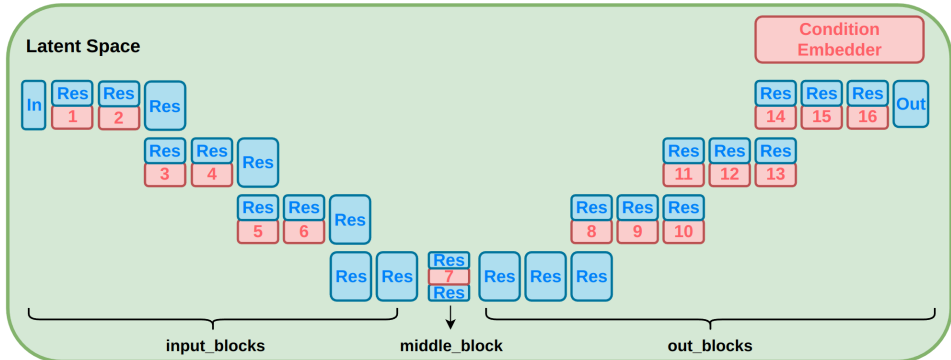 Latent Space
Condition
Embedder
In
Res
1
Res
2
Res
Res
3
Res
4
Res
Res
5
Res
6
Res
Res
Res
Res
7
Res
Res
Res
Res
Res
8
Res
9
Res
10
Res
11
Res
12
Res
13
Res
14
Res
15
Res
16
Out
input_blocks
middle_block
out_blocks